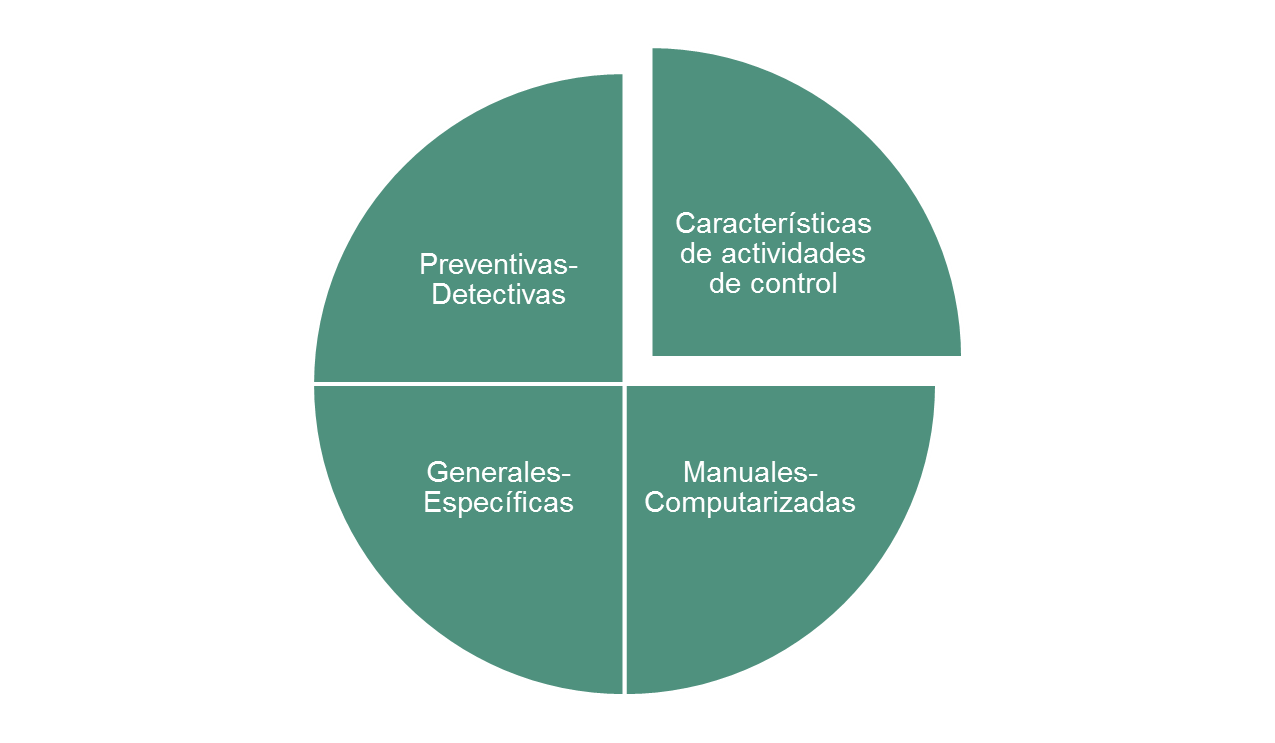 Características
de actividades
de control
Preventivas-
Detectivas
Generales-
Específicas
Manuales-
Computarizadas